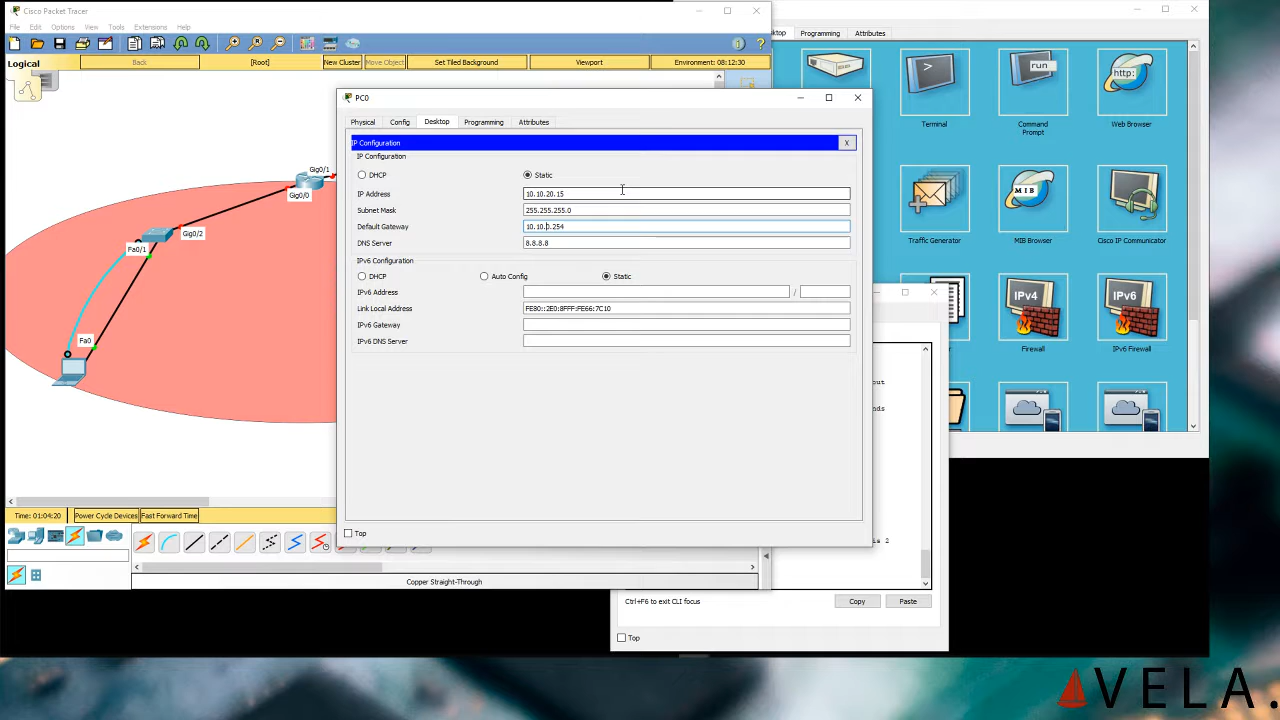 Cisco Packet Tracer
File Edit Options View Tools Extensions Help
Logical
Back
[Root]
New Cluster
Move Object
Set Tiled Background
Viewport
Environment: 08:12:30
Gig0/1
Gig0/0
Gig0/2
Fa0/1
Fa0
Time: 01:04:20
Power Cycle Devices
Fast Forward Time
Copper Straight-Through
PC0
Physical Config Desktop Programming Attributes
IP Configuration
X
IP Configuration
DHCP Static
IP Address 10.10.20.15
Subnet Mask 255.255.255.0
Default Gateway 10.10.0.254
DNS Server 8.8.8.8
IPv6 Configuration
DHCP Auto Config Static
IPv6 Address /
Link Local Address FE80::2E0:8FFF:FE66:7C10
IPv6 Gateway
IPv6 DNS Server
Top
ktop Programming Attributes
run
http:
Terminal
Command Prompt
Web Browser
MIB
Traffic Generator
MIB Browser
Cisco IP Communicator
IPv4
IPv6
Firewall
IPv6 Firewall
out
nds
is 2
Ctrl+F6 to exit CLI focus
Copy
Paste
Top
VELA.